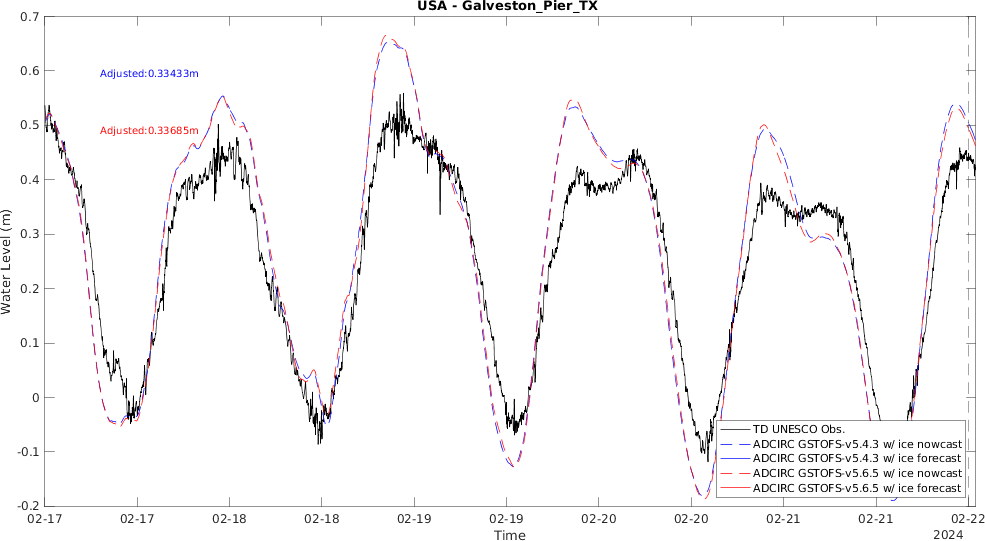 USA - Galveston_Pier_TX
0.7
0.6
0.5
0.4
0.3
0.2
0.1
0
-0.1
-0.2
Water Level (m)
Adjusted:0.33433m
Adjusted:0.33685m
TD UNESCO Obs.
ADCIRC GSTOFS-v5.4.3 w/ ice nowcast
ADCIRC GSTOFS-v5.4.3 w/ ice forecast
ADCIRC GSTOFS-v5.6.5 w/ ice nowcast
ADCIRC GSTOFS-v5.6.5 w/ ice forecast
02-17 02-17 02-18 02-18 02-19 02-19 02-20 02-20 02-21 02-21 02-22
2024
Time